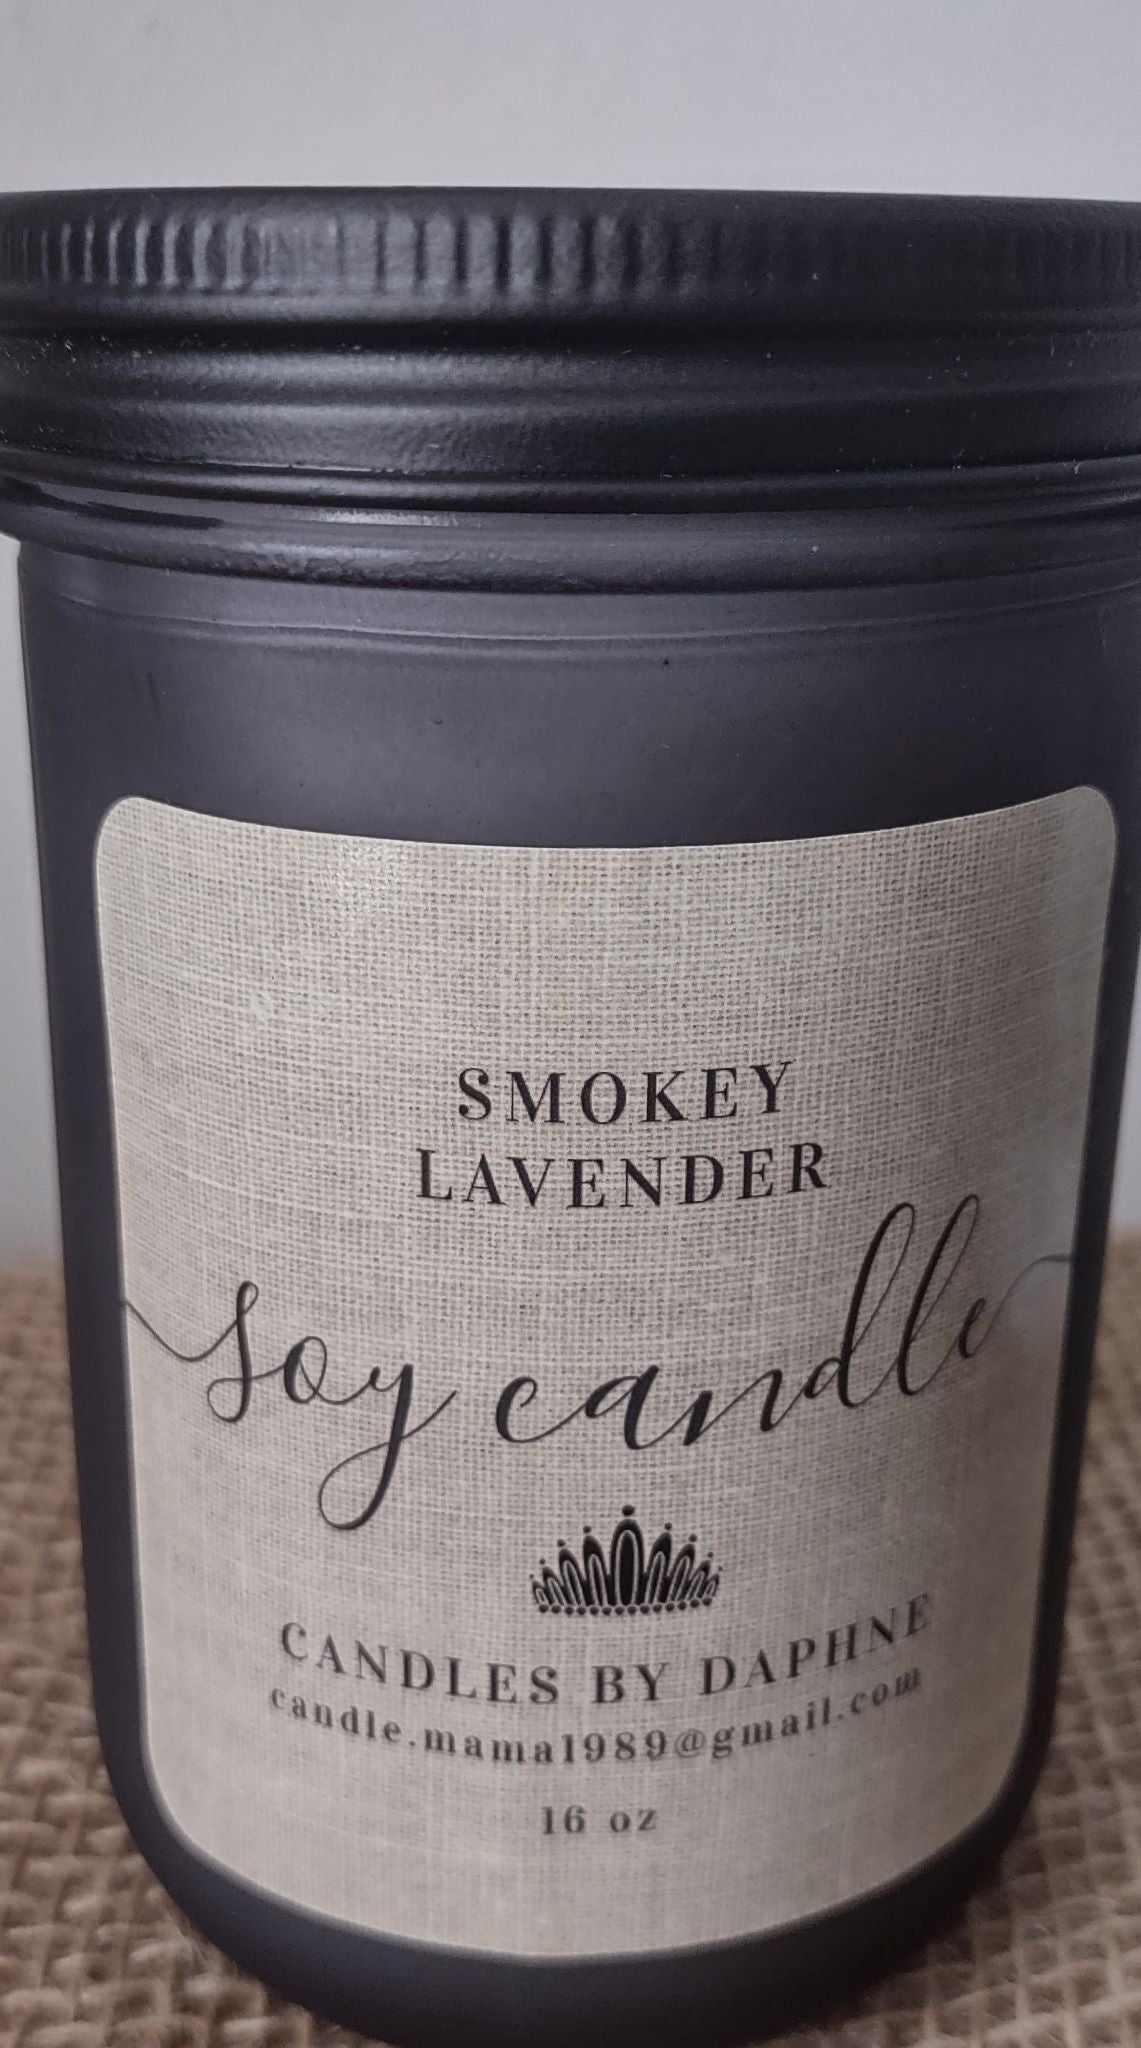 SMOKEY
LAVENDER
soy candle
CANDLES BY DAPHNE
candle.mama1989@gmail.com
16 oz